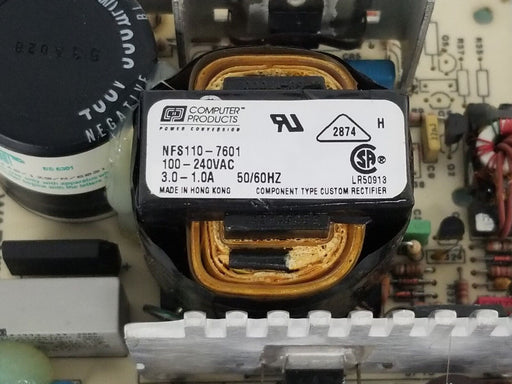 COMPUTER
PRODUCTS™
POWER CONVERSION
2874
H
NFS110-7601
100-240VAC
3.0-1.0A 50/60HZ
LR50913
MADE IN HONG KONG
COMPONENT TYPE CUSTOM RECTIFIER
NEGATIVE